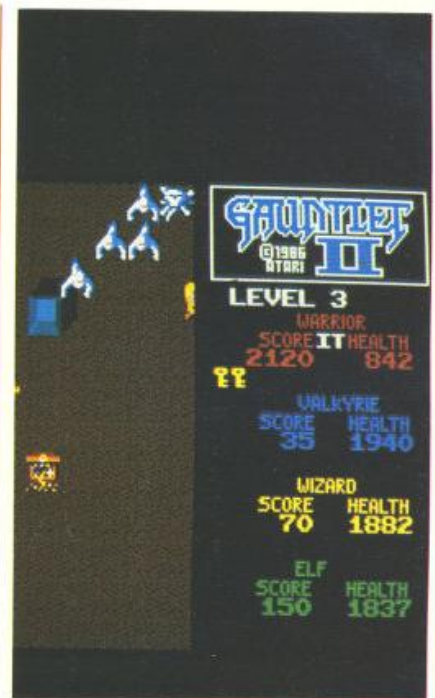 GAUNTLET
II
©1986
ATARI
LEVEL 3
WARRIOR
SCORE IT HEALTH
2120 842
VALKYRIE
SCORE HEALTH
35 1940
WIZARD
SCORE HEALTH
70 1882
ELF
SCORE HEALTH
150 1837